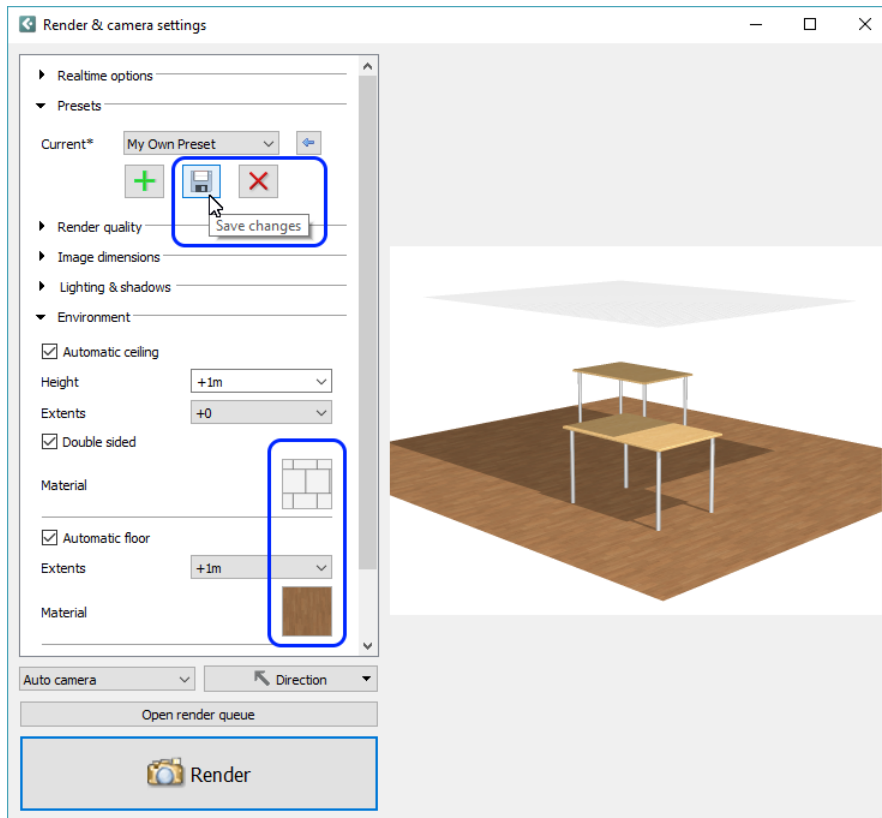 Render & camera settings
Realtime options
Presets
Current* My Own Preset
Save changes
Render quality
Image dimensions
Lighting & shadows
Environment
Automatic ceiling
Height +1m
Extents +0
Double sided
Material
Automatic floor
Extents +1m
Material
Auto camera Direction
Open render queue
Render